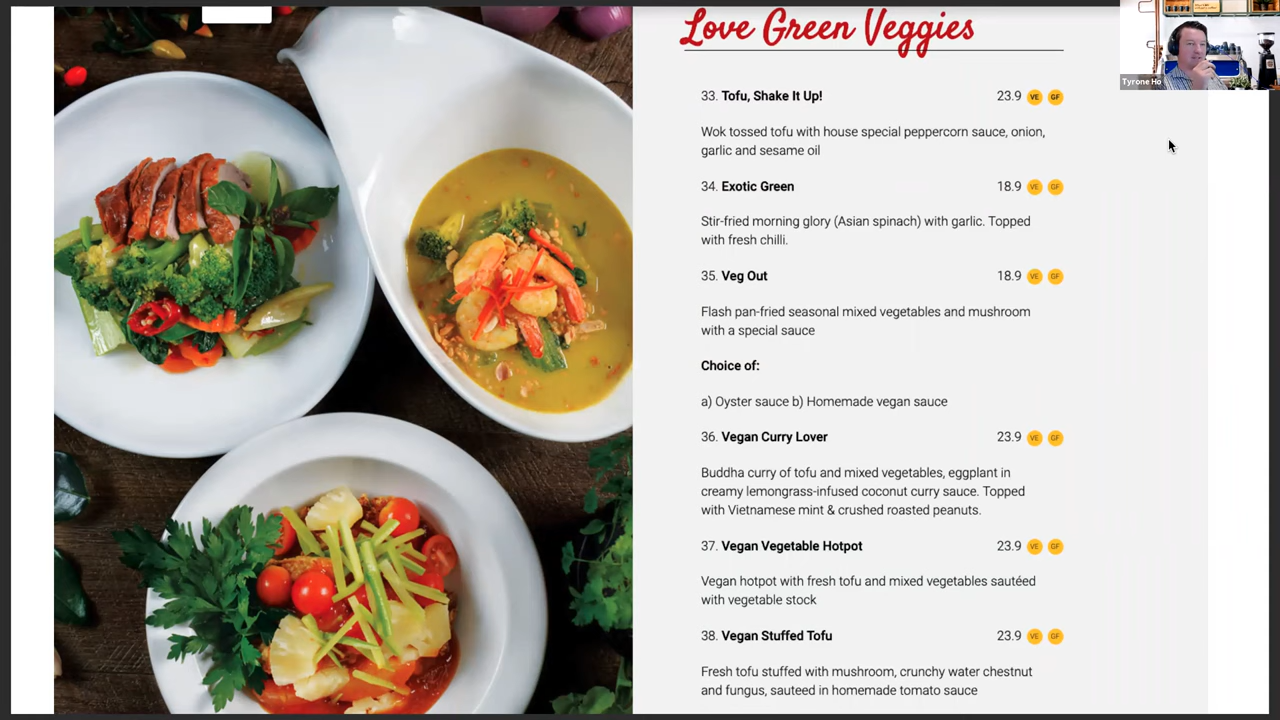 Love Green Veggies
Tyrone Ho
33. Tofu, Shake It Up! 23.9 VE GF
Wok tossed tofu with house special peppercorn sauce, onion,
garlic and sesame oil
34. Exotic Green 18.9 VE GF
Stir-fried morning glory (Asian spinach) with garlic. Topped
with fresh chilli.
35. Veg Out 18.9 VE GF
Flash pan-fried seasonal mixed vegetables and mushroom
with a special sauce
Choice of:
a) Oyster sauce b) Homemade vegan sauce
36. Vegan Curry Lover 23.9 VE GF
Buddha curry of tofu and mixed vegetables, eggplant in
creamy lemongrass-infused coconut curry sauce. Topped
with Vietnamese mint & crushed roasted peanuts.
37. Vegan Vegetable Hotpot 23.9 VE GF
Vegan hotpot with fresh tofu and mixed vegetables sautéed
with vegetable stock
38. Vegan Stuffed Tofu 23.9 VE GF
Fresh tofu stuffed with mushroom, crunchy water chestnut
and fungus, sauteed in homemade tomato sauce